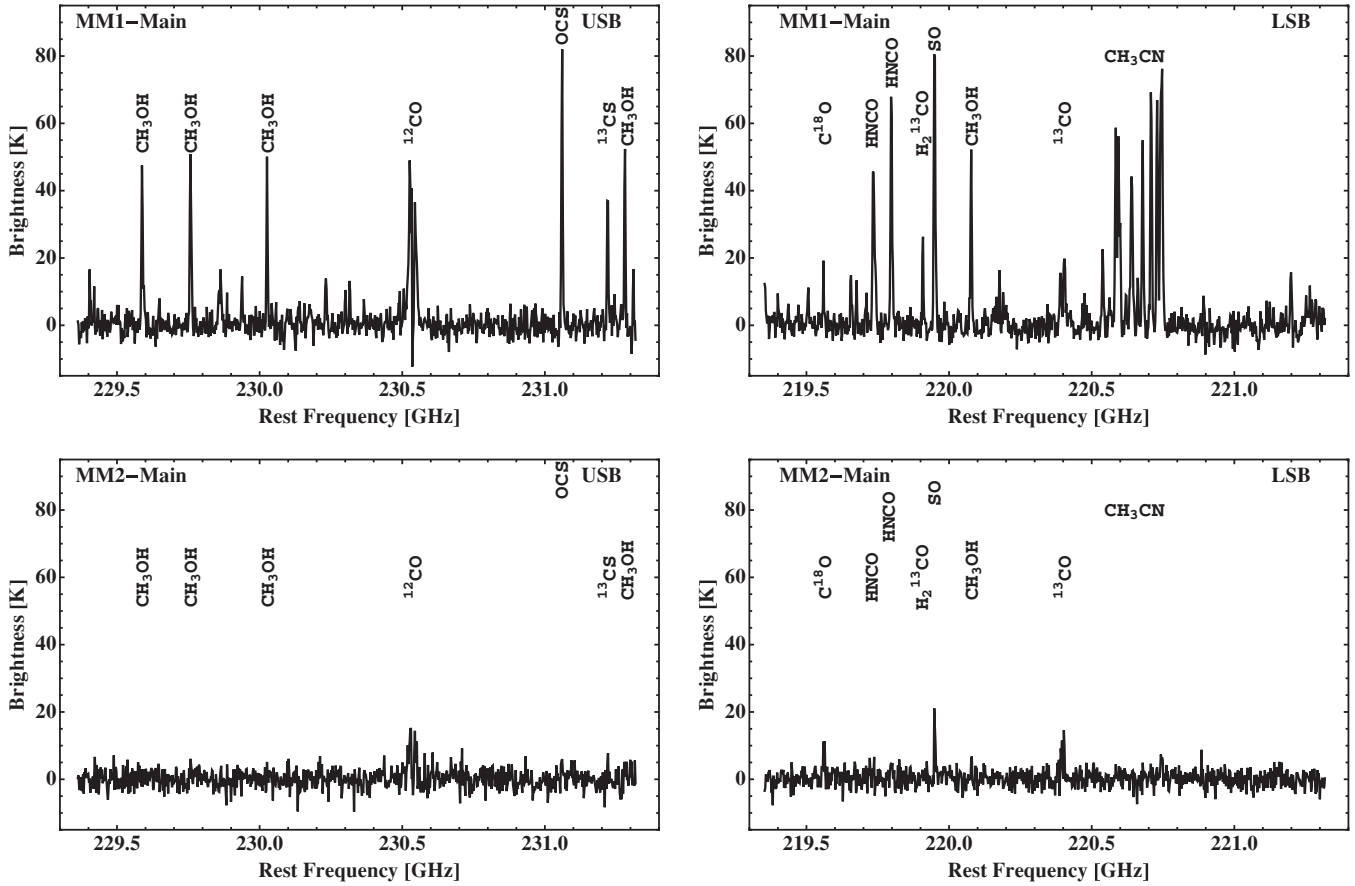 MM1−Main
USB
CH₃OH
CH₃OH
CH₃OH
¹²CO
OCS
¹³CS
CH₃OH
Brightness [K]
80
60
40
20
0
229.5
230.0
230.5
231.0
Rest Frequency [GHz]
MM1−Main
LSB
C¹⁸O
HNCO
HNCO
H₂¹³CO
SO
CH₃OH
¹³CO
CH₃CN
Brightness [K]
80
60
40
20
0
219.5
220.0
220.5
221.0
Rest Frequency [GHz]
MM2−Main
USB
CH₃OH
CH₃OH
CH₃OH
¹²CO
OCS
¹³CS
CH₃OH
Brightness [K]
80
60
40
20
0
229.5
230.0
230.5
231.0
Rest Frequency [GHz]
MM2−Main
LSB
C¹⁸O
HNCO
HNCO
H₂¹³CO
SO
CH₃OH
¹³CO
CH₃CN
Brightness [K]
80
60
40
20
0
219.5
220.0
220.5
221.0
Rest Frequency [GHz]